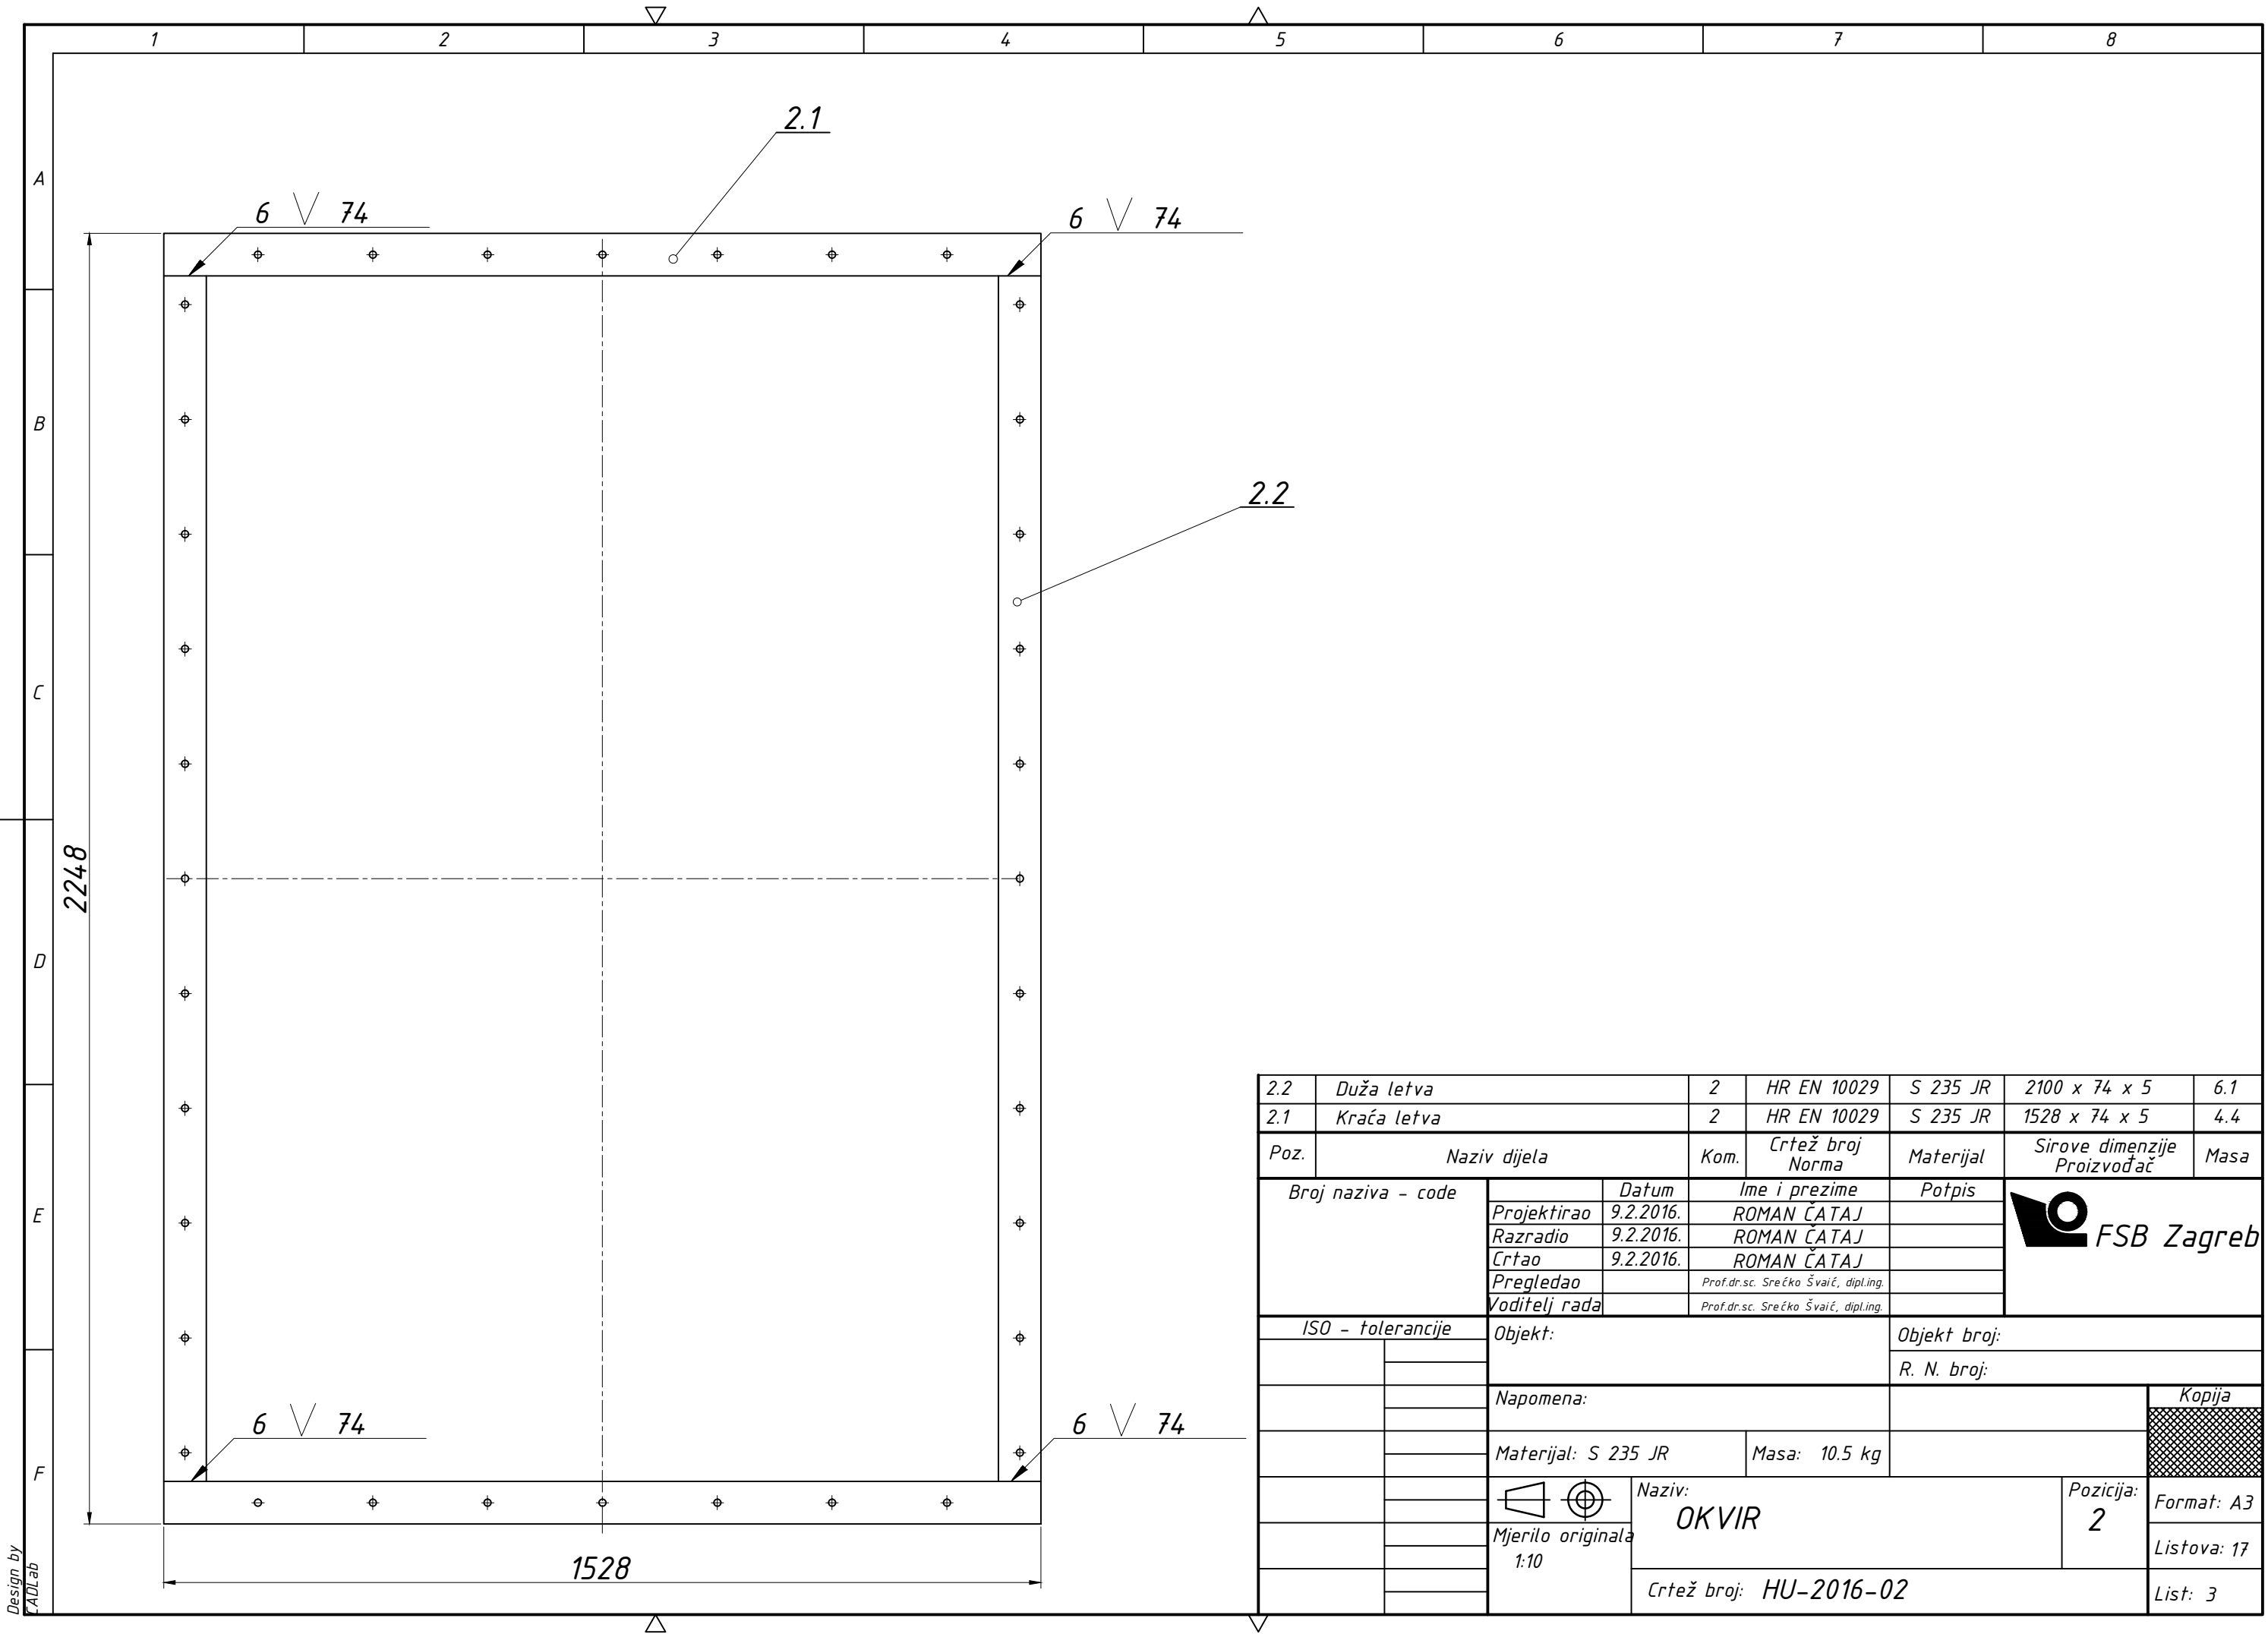 1 2 3 4 5 6 7 8
A
B
C
D
E
F
2.1
6 74
6 74
2.2
2248
6 74
6 74
1528
2.2 Duža letva 2 HR EN 10029 S 235 JR 2100 x 74 x 5 6.1
2.1 Kraća letva 2 HR EN 10029 S 235 JR 1528 x 74 x 5 4.4
Poz. Naziv dijela Kom. Crtež broj Norma Materijal Sirove dimenzije Proizvođač Masa
Broj naziva - code
Datum Ime i prezime Potpis
Projektirao 9.2.2016. ROMAN ČATAJ
Razradio 9.2.2016. ROMAN ČATAJ
Crtao 9.2.2016. ROMAN ČATAJ
Pregledao Prof.dr.sc. Srećko Švaić, dipl.ing.
Voditelj rada Prof.dr.sc. Srećko Švaić, dipl.ing.
FSB Zagreb
ISO - tolerancije
Objekt:
Objekt broj:
R. N. broj:
Napomena:
Kopija
Materijal: S 235 JR
Masa: 10.5 kg
Naziv:
OKVIR
Pozicija:
2
Format: A3
Mjerilo originala
1:10
Listova: 17
Crtež broj: HU-2016-02
List: 3
Design by
CADLab